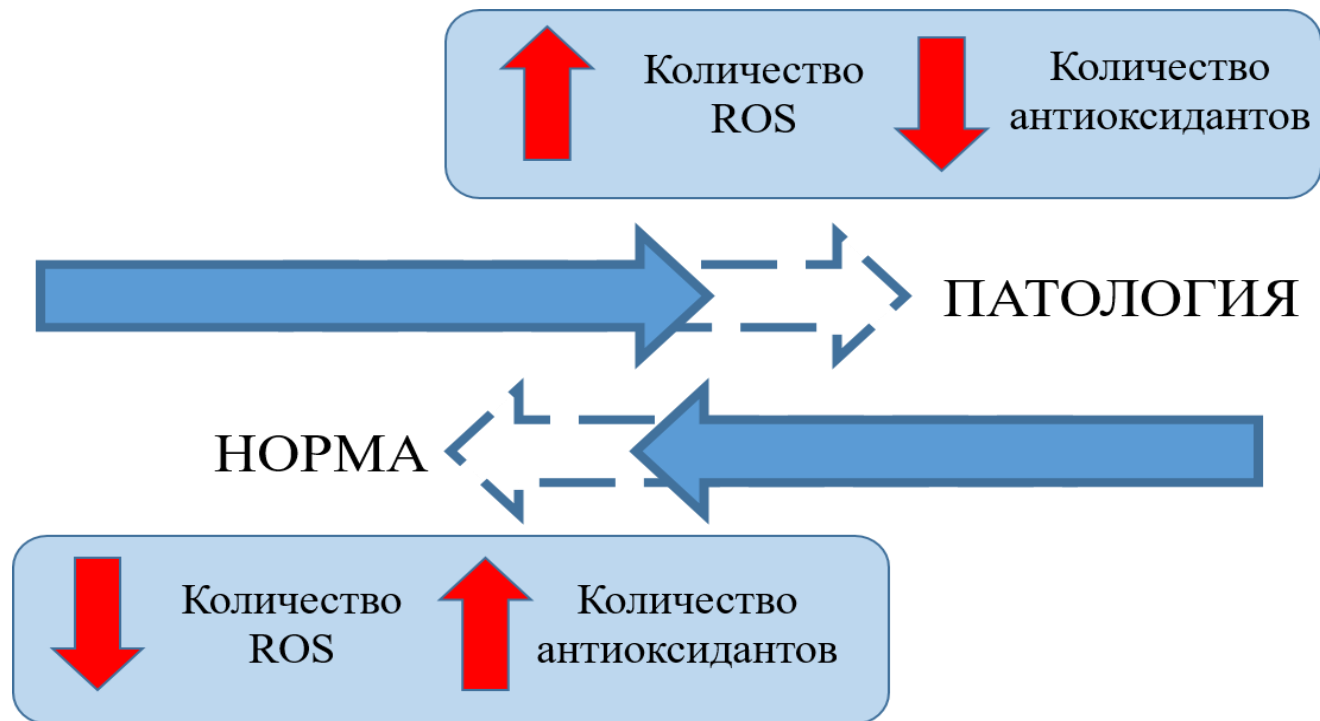 Количество
ROS
Количество
антиоксидантов
ПАТОЛОГИЯ
НОРМА
Количество
ROS
Количество
антиоксидантов